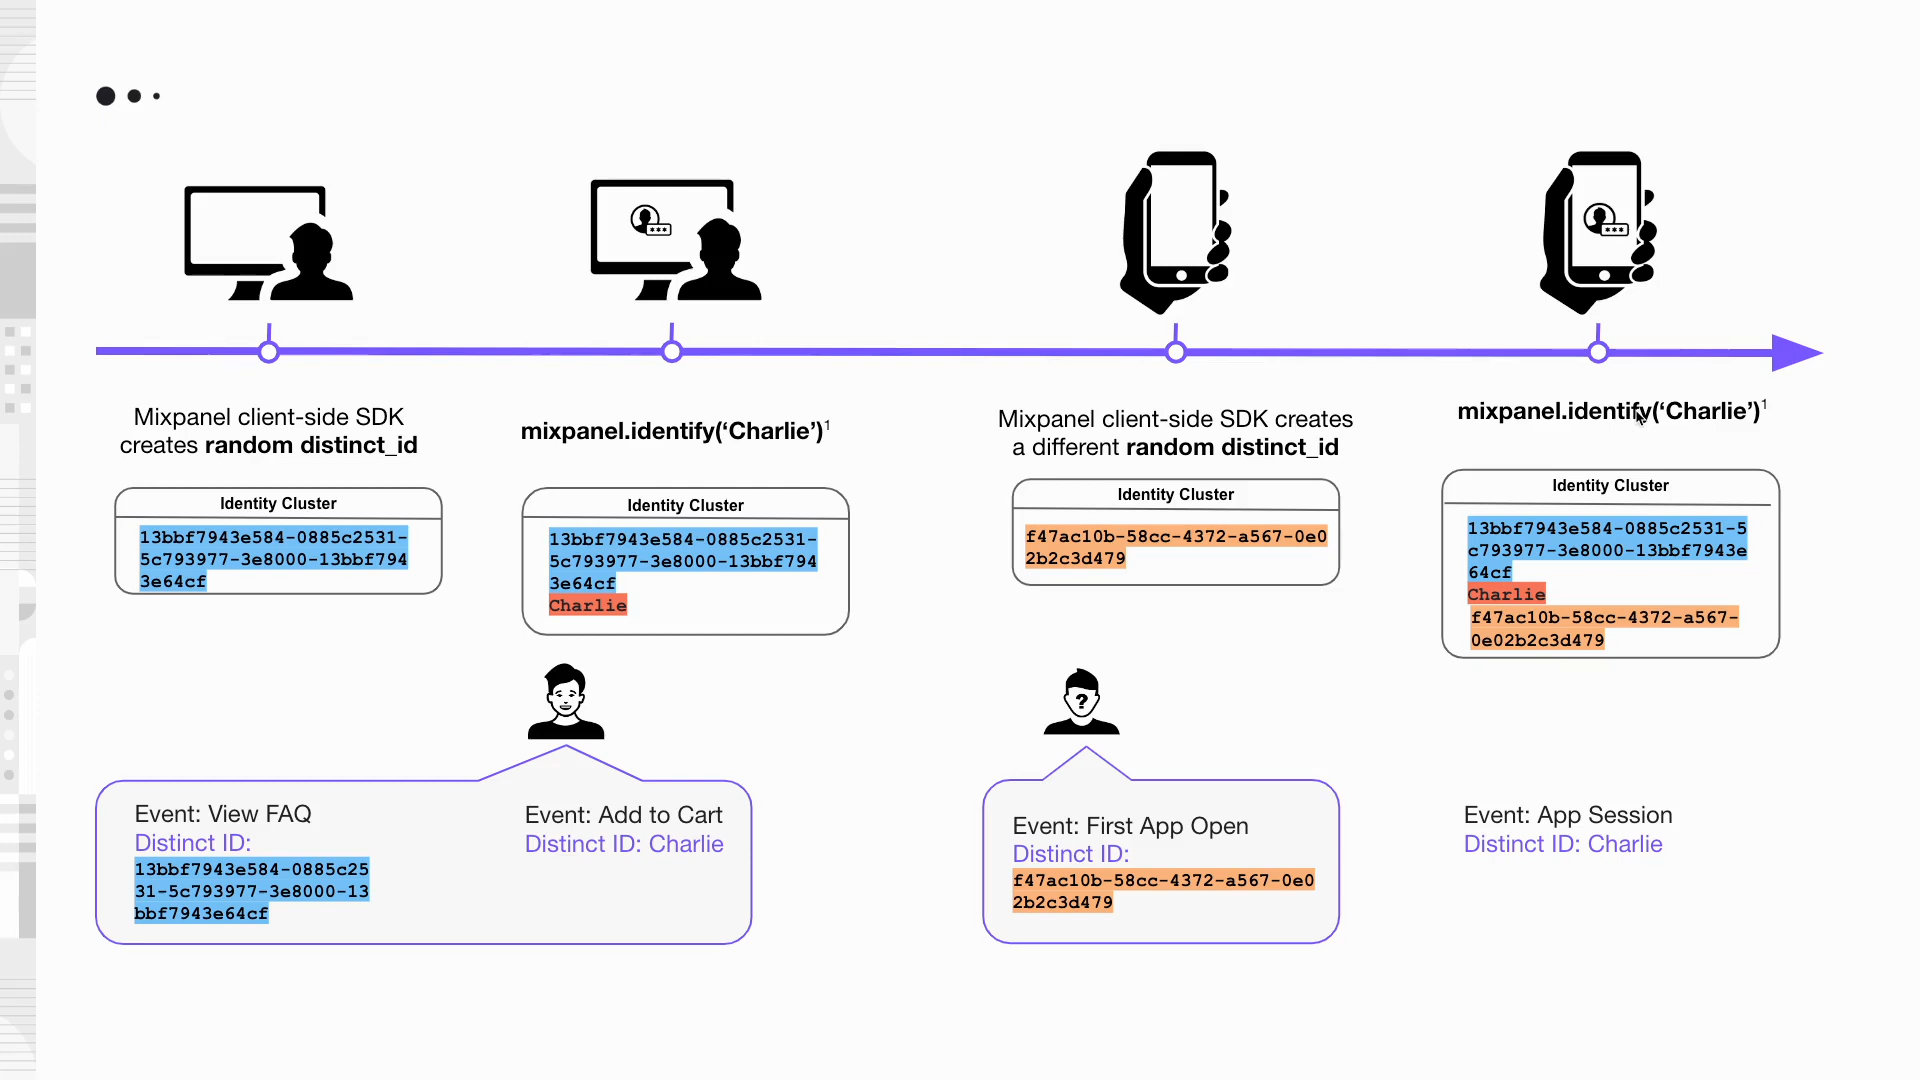 Mixpanel client-side SDK
creates random distinct_id
Identity Cluster
13bbf7943e584-0885c2531-
5c793977-3e8000-13bbf794
3e64cf
mixpanel.identify(‘Charlie’)1
Identity Cluster
13bbf7943e584-0885c2531-
5c793977-3e8000-13bbf794
3e64cf
Charlie
Mixpanel client-side SDK creates
a different random distinct_id
Identity Cluster
f47ac10b-58cc-4372-a567-0e0
2b2c3d479
mixpanel.identify(‘Charlie’)1
Identity Cluster
13bbf7943e584-0885c2531-5
c793977-3e8000-13bbf7943e
64cf
Charlie
f47ac10b-58cc-4372-a567-
0e02b2c3d479
?
Event: View FAQ
Distinct ID:
13bbf7943e584-0885c25
31-5c793977-3e8000-13
bbf7943e64cf
Event: Add to Cart
Distinct ID: Charlie
Event: First App Open
Distinct ID:
f47ac10b-58cc-4372-a567-0e0
2b2c3d479
Event: App Session
Distinct ID: Charlie